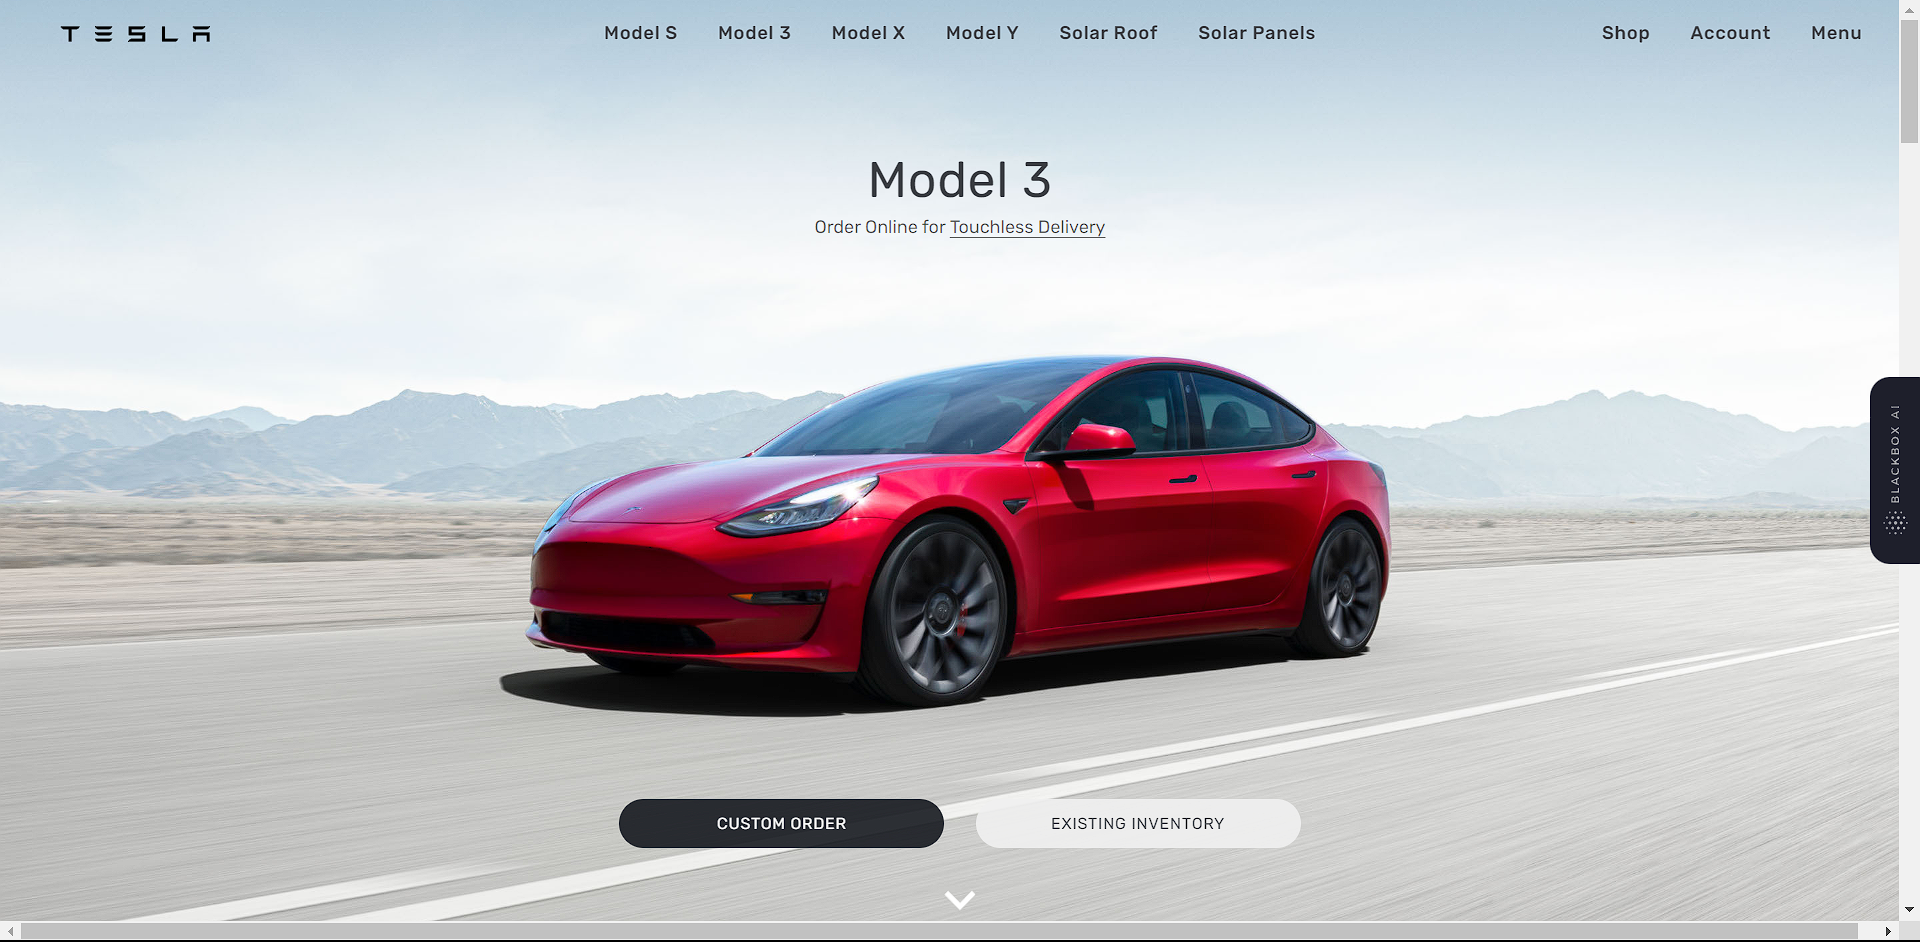 TESLA
Model S
Model 3
Model X
Model Y
Solar Roof
Solar Panels
Shop
Account
Menu
Model 3
Order Online for Touchless Delivery
BLACKBOX AI
CUSTOM ORDER
EXISTING INVENTORY